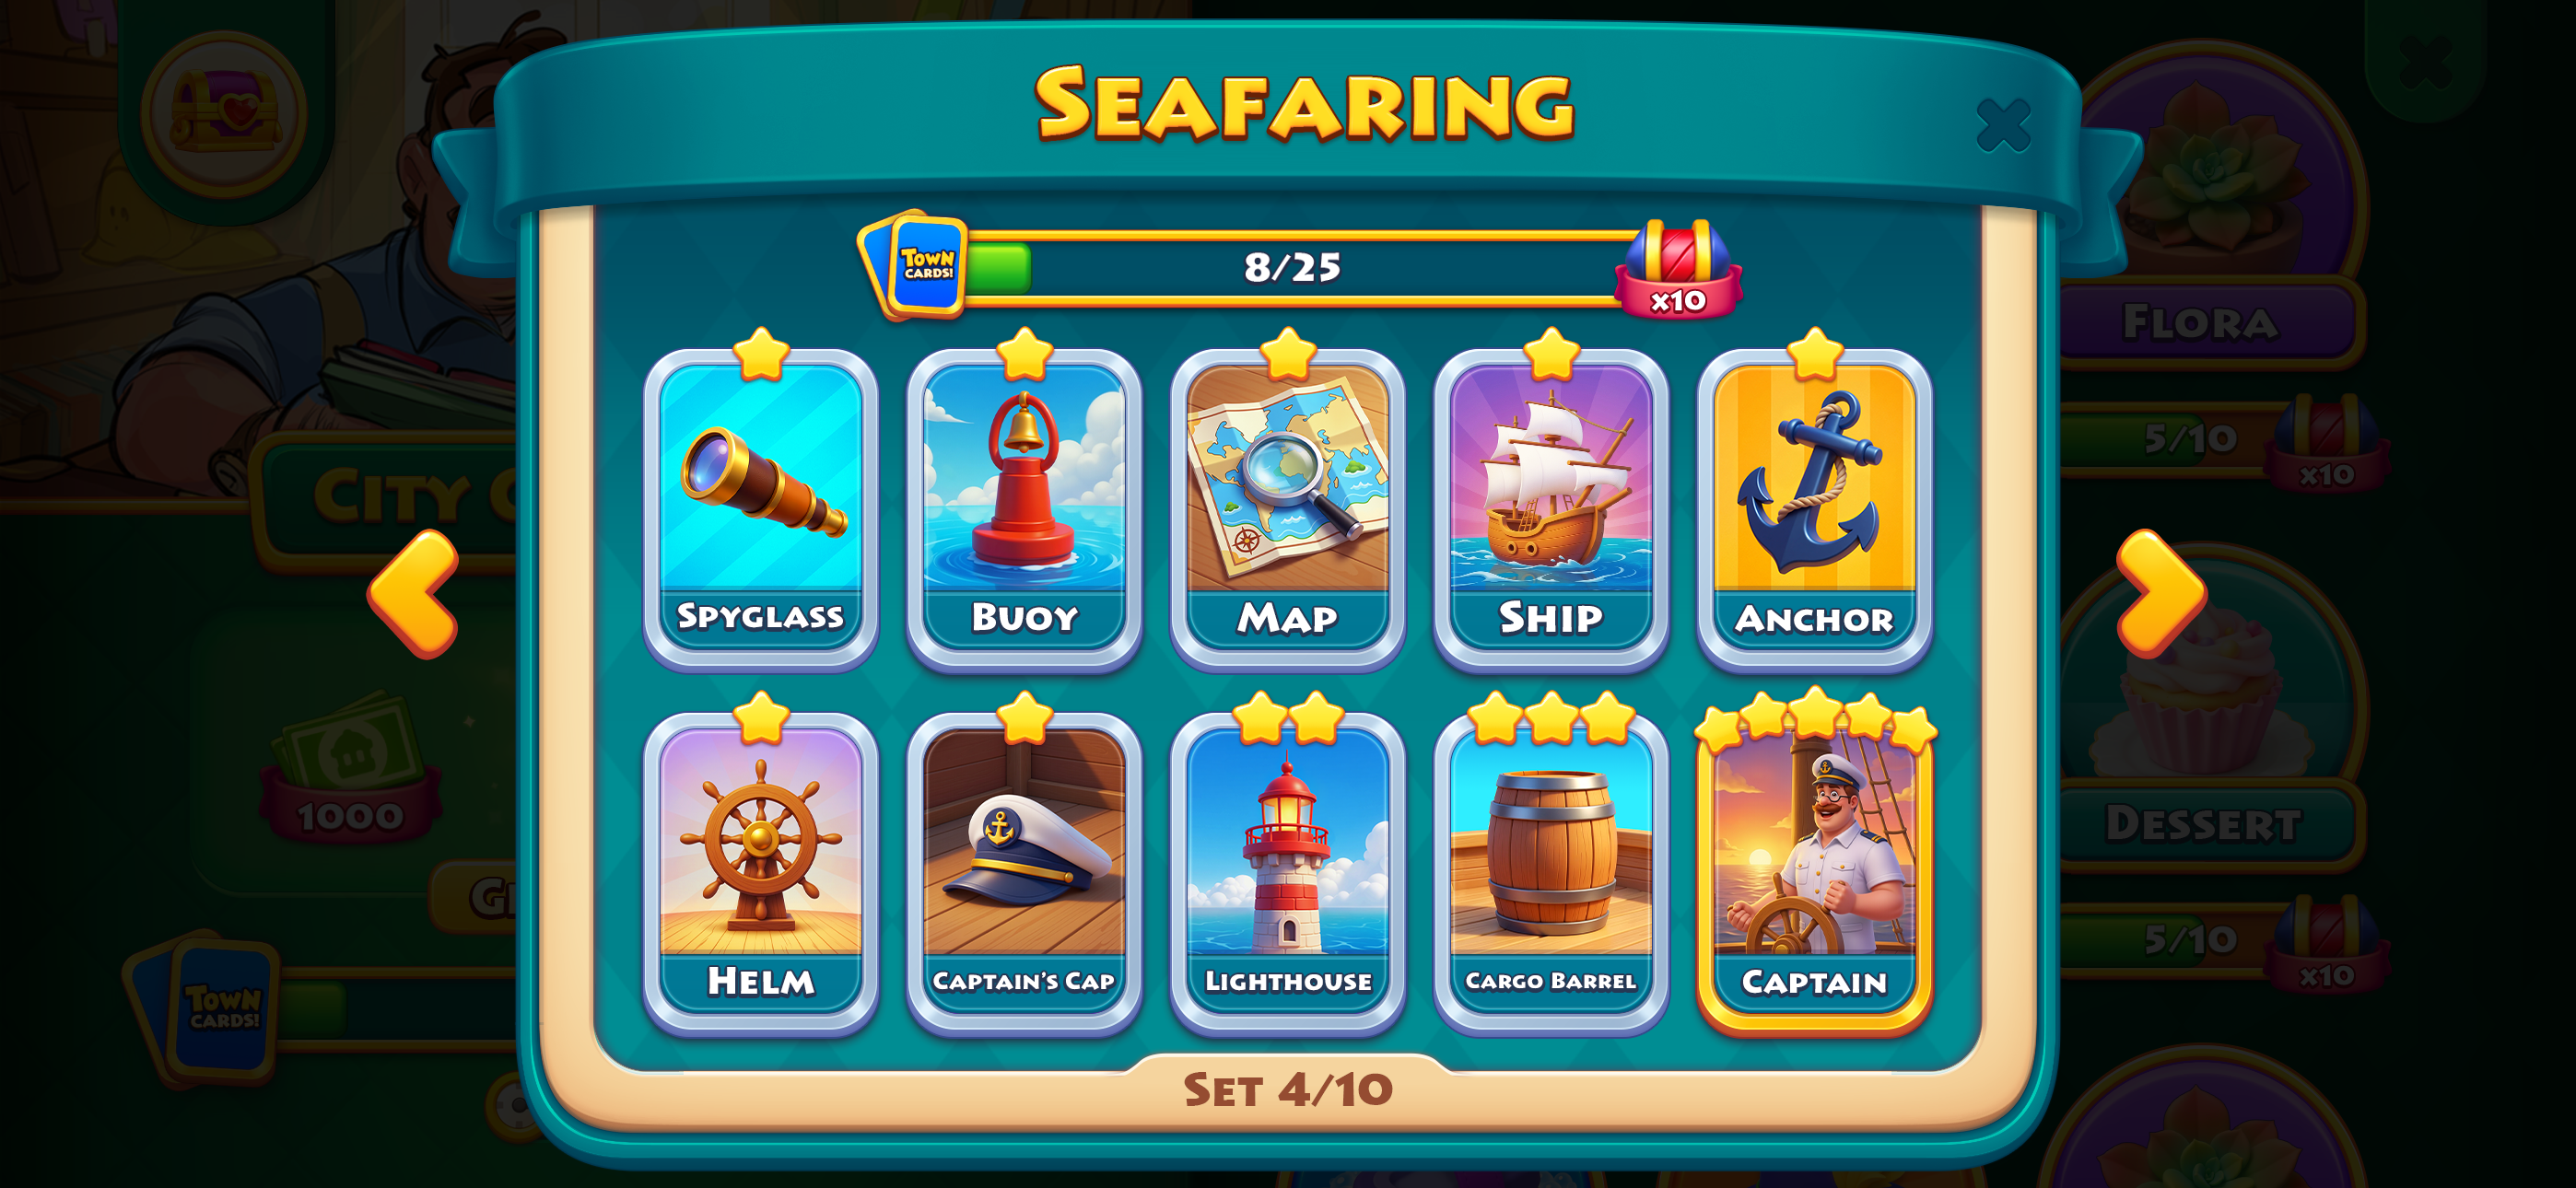 SEAFARING
TOWN
CARDS!
8/25
x10
SPYGLASS
BUOY
MAP
SHIP
ANCHOR
HELM
CAPTAIN'S CAP
LIGHTHOUSE
CARGO BARREL
CAPTAIN
SET 4/10
CITY
1000
TOWN
CARDS!
FLORA
5/10
x10
DESSERT
5/10
x10